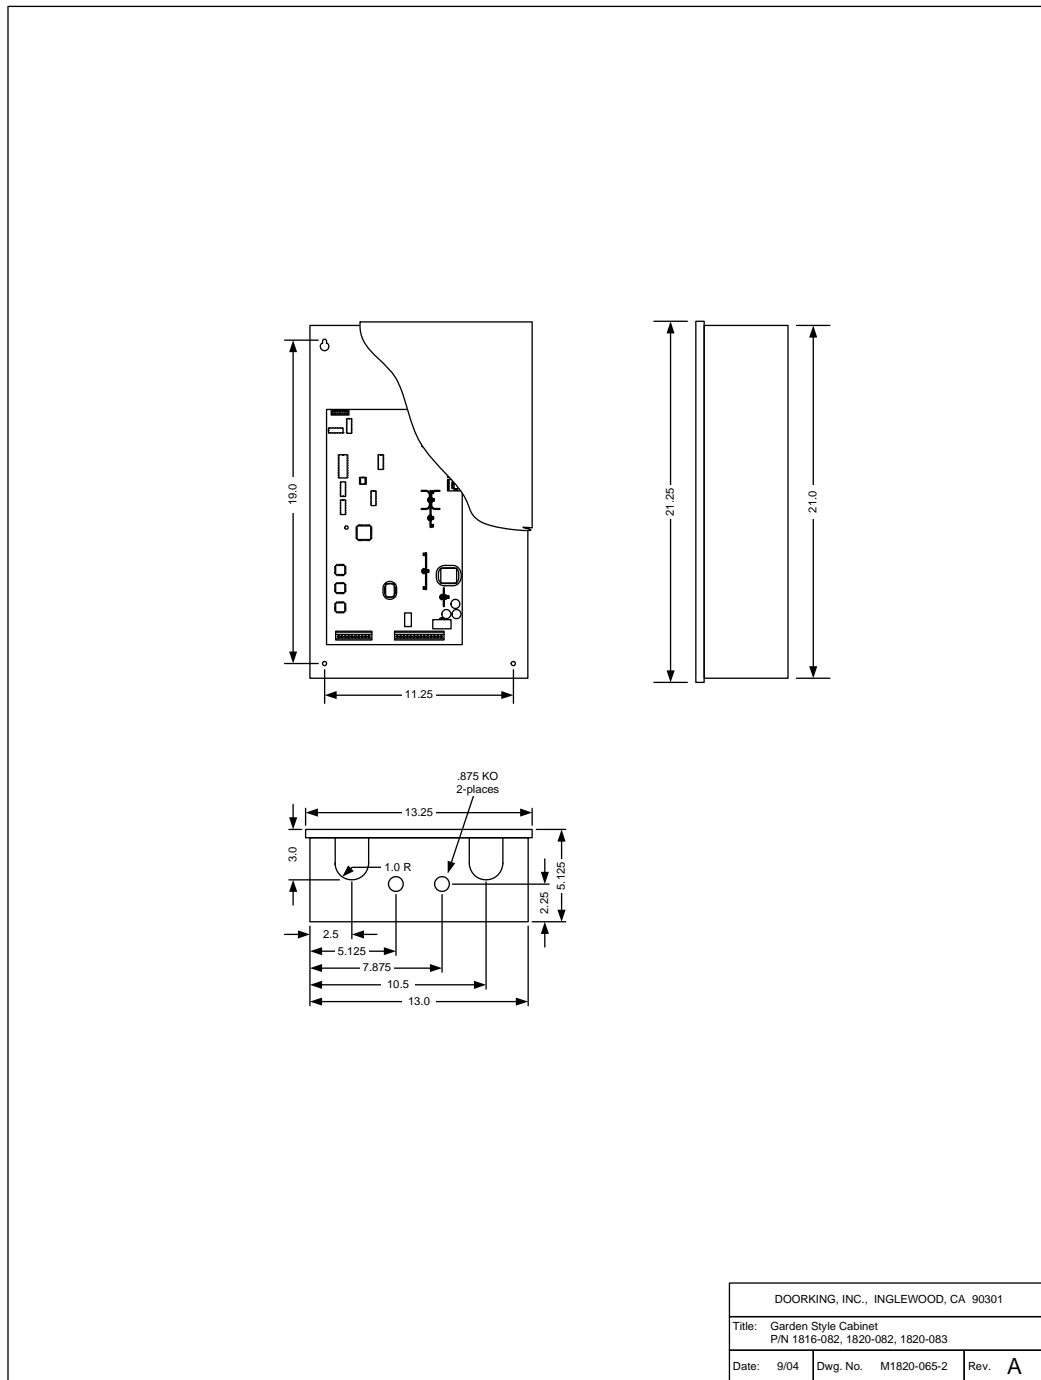 19.0
11.25
21.25
21.0
.875 KO
2-places
13.25
3.0
1.0 R
5.125
2.25
2.5
5.125
7.875
10.5
13.0
DOORKING, INC., INGLEWOOD, CA 90301
Title: Garden Style Cabinet
P/N 1816-082, 1820-082, 1820-083
Date: 9/04 Dwg. No. M1820-065-2 Rev. A